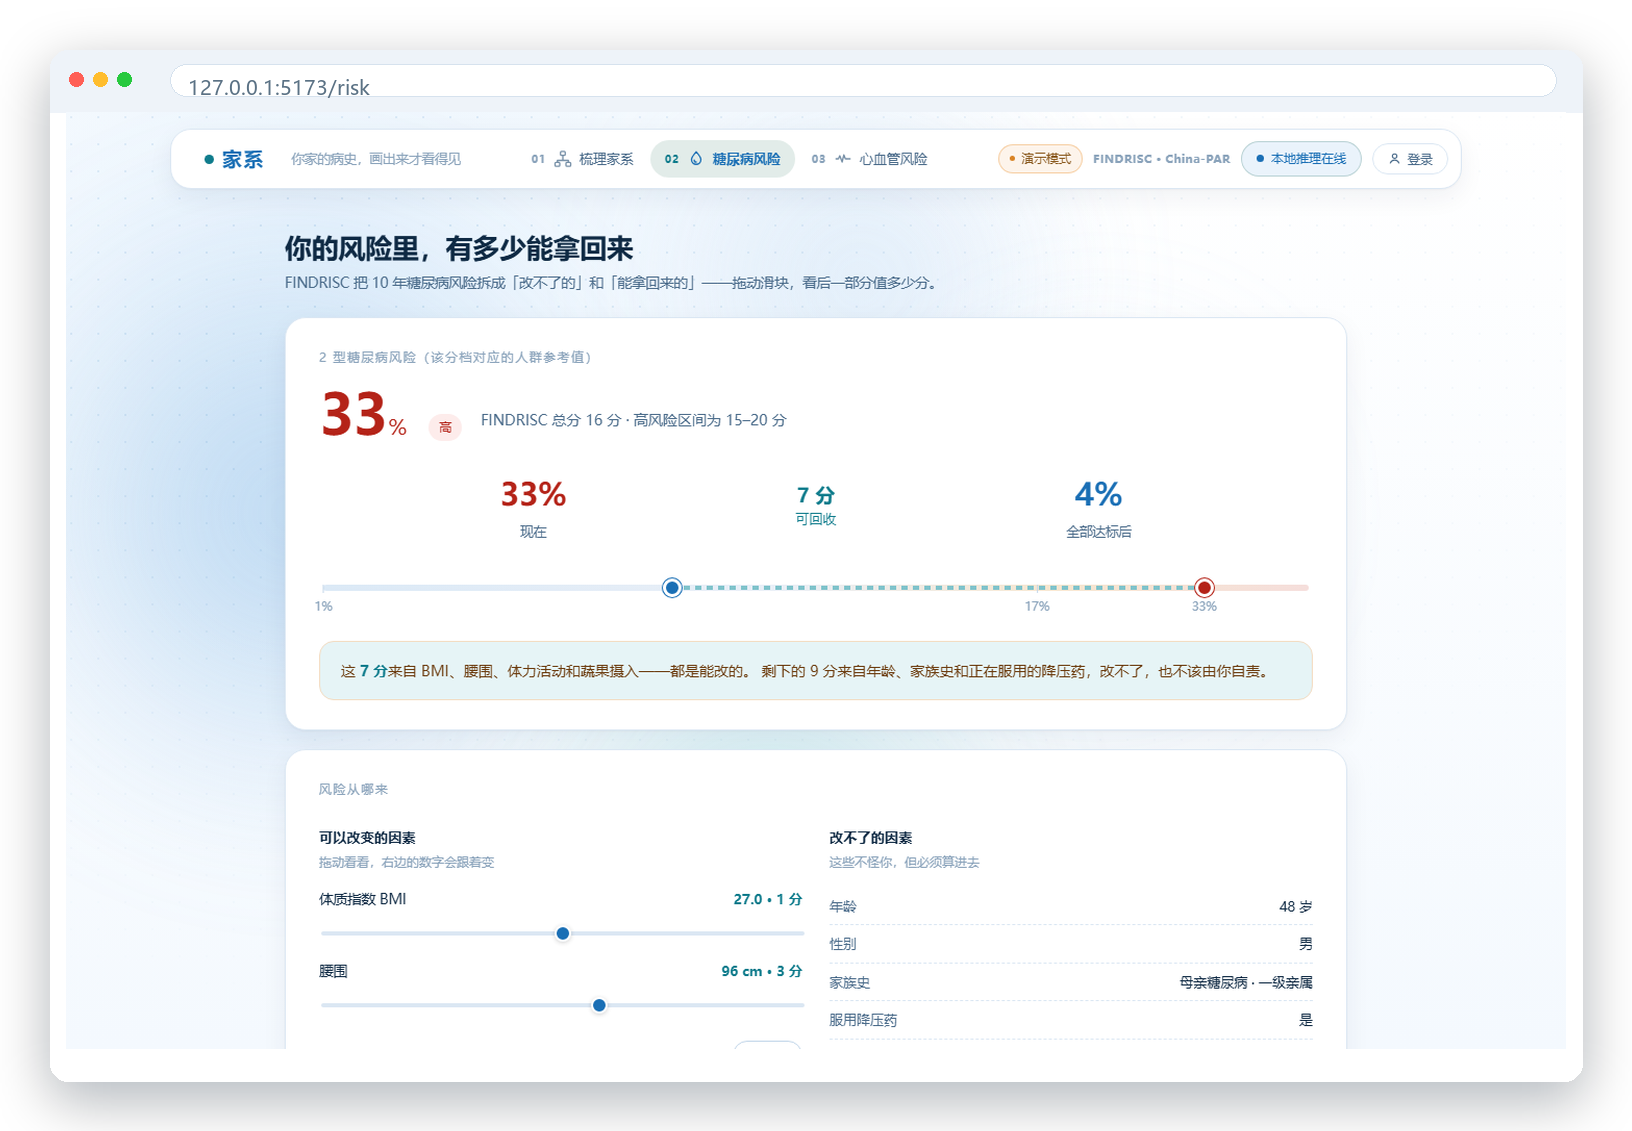 127.0.0.1:5173/risk
家系 你家的病史，画出来才看得见 01 梳理家系 02 糖尿病风险 03 心血管风险 演示模式 FINDRISC • China-PAR 本地推理在线 登录
你的风险里，有多少能拿回来
FINDRISC 把 10 年糖尿病风险拆成「改不了的」和「能拿回来的」——拖动滑块，看后一部分值多少分。
2 型糖尿病风险（该分档对应的人群参考值）
33% 高 FINDRISC 总分 16 分 · 高风险区间为 15–20 分
33% 7 分 4%
现在 可回收 全部达标后
1% 17% 33%
这 7 分来自 BMI、腰围、体力活动和蔬果摄入——都是能改的。 剩下的 9 分来自年龄、家族史和正在服用的降压药，改不了，也不该由你自责。
风险从哪来
可以改变的因素
拖动看看，右边的数字会跟着变
体质指数 BMI 27.0 • 1 分
腰围 96 cm • 3 分
改不了的因素
这些不怪你，但必须算进去
年龄 48 岁
性别 男
家族史 母亲糖尿病 · 一级亲属
服用降压药 是